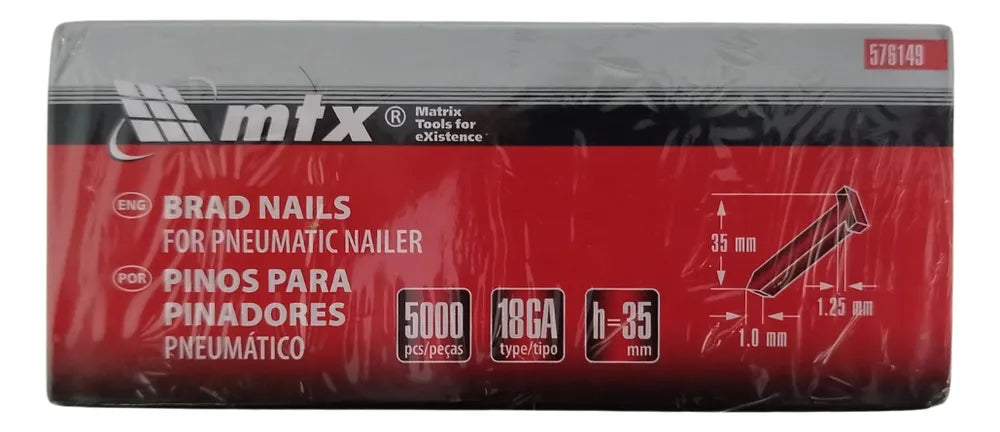 576149
mtx®
Matrix
Tools for
eXistence
ENG BRAD NAILS
FOR PNEUMATIC NAILER
POR PINOS PARA
PINADORES
PNEUMÁTICO
5000
pcs/peças
18GA
type/tipo
h=35
mm
35 mm
1.25 mm
1.0 mm